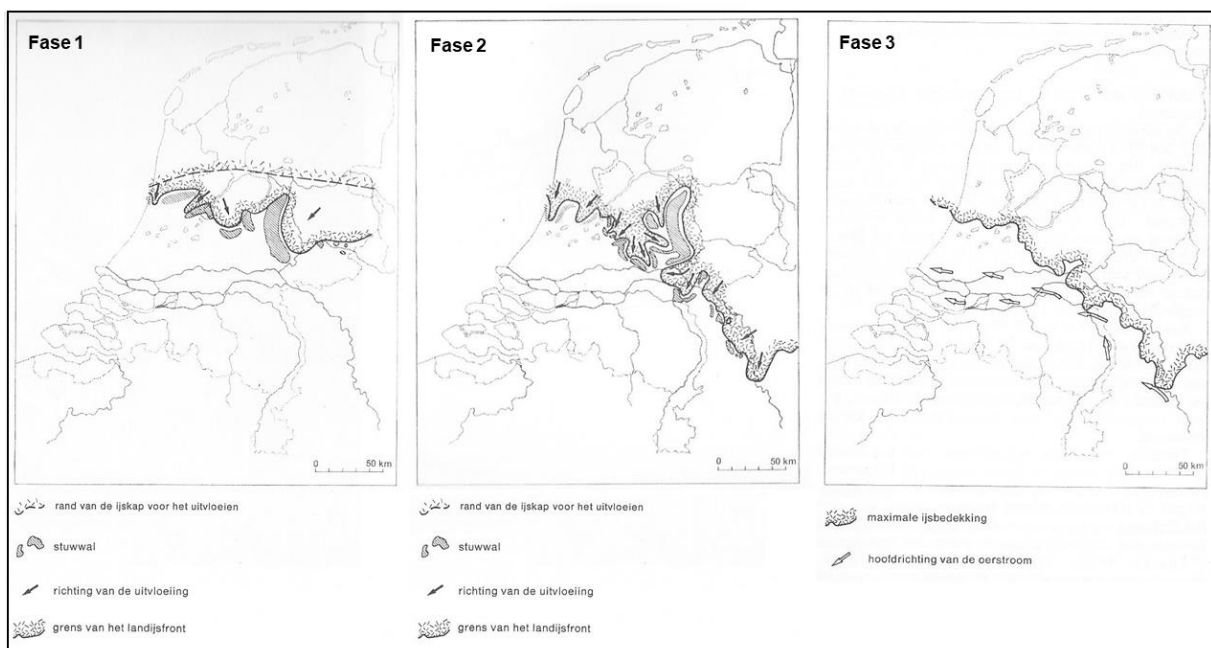 Fase 1
0 50 km
rand van de ijskap voor het uitvloeien
stuwwal
richting van de uitvloeiing
grens van het landijsfront
Fase 2
0 50 km
rand van de ijskap voor het uitvloeien
stuwwal
richting van de uitvloeiing
grens van het landijsfront
Fase 3
0 50 km
maximale ijsbedekking
hoofdrichting van de oerstroom